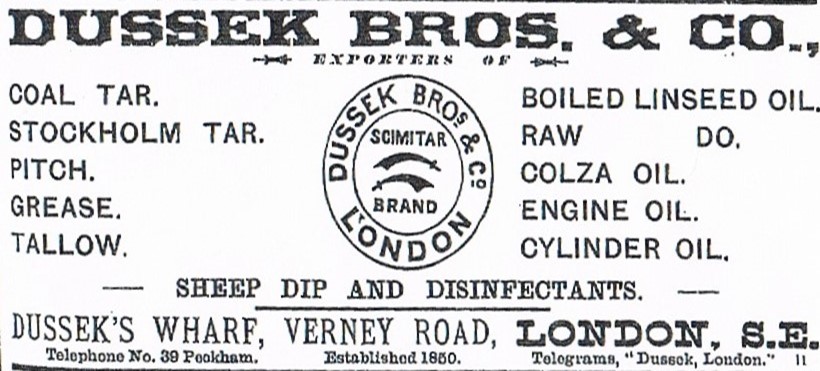 DUSSEK BROS. & CO.,
EXPORTERS OF
COAL TAR.
STOCKHOLM TAR.
PITCH.
GREASE.
TALLOW.
DUSSEK BROS & CO
LONDON
SCIMITAR
BRAND
BOILED LINSEED OIL.
RAW DO.
COLZA OIL.
ENGINE OIL.
CYLINDER OIL.
SHEEP DIP AND DISINFECTANTS.
DUSSEK'S WHARF, VERNEY ROAD, LONDON, S.E.
Telephone No. 39 Peckham. Established 1850. Telegrams, "Dussek, London." 11